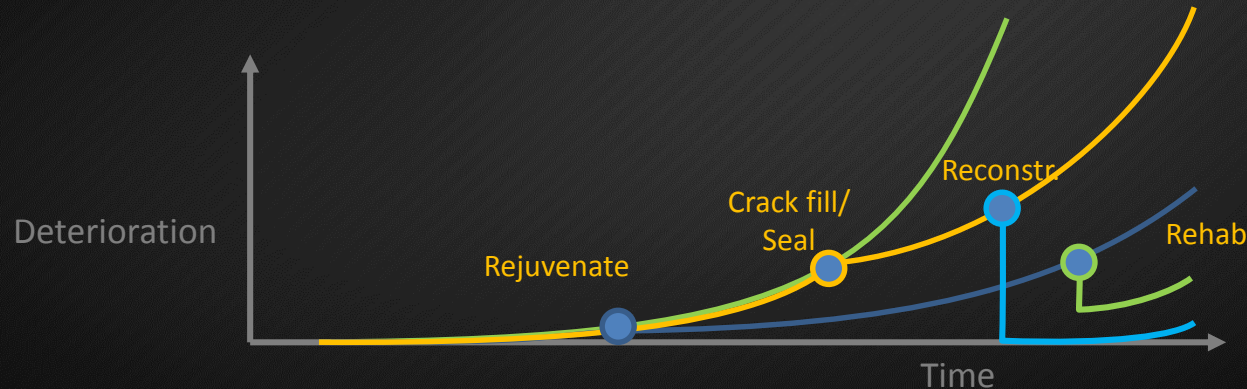 Reconstr.
Crack fill/
Seal
Deterioration
Rehab
Rejuvenate
Time